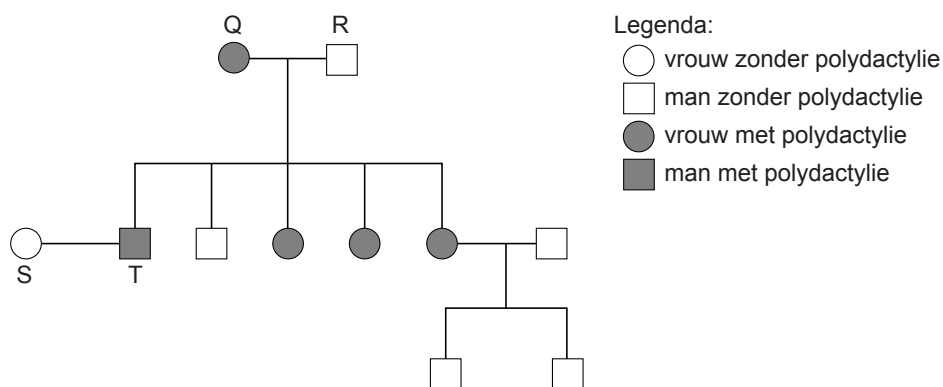 Q R
S T
Legenda:
vrouw zonder polydactylie
man zonder polydactylie
vrouw met polydactylie
man met polydactylie